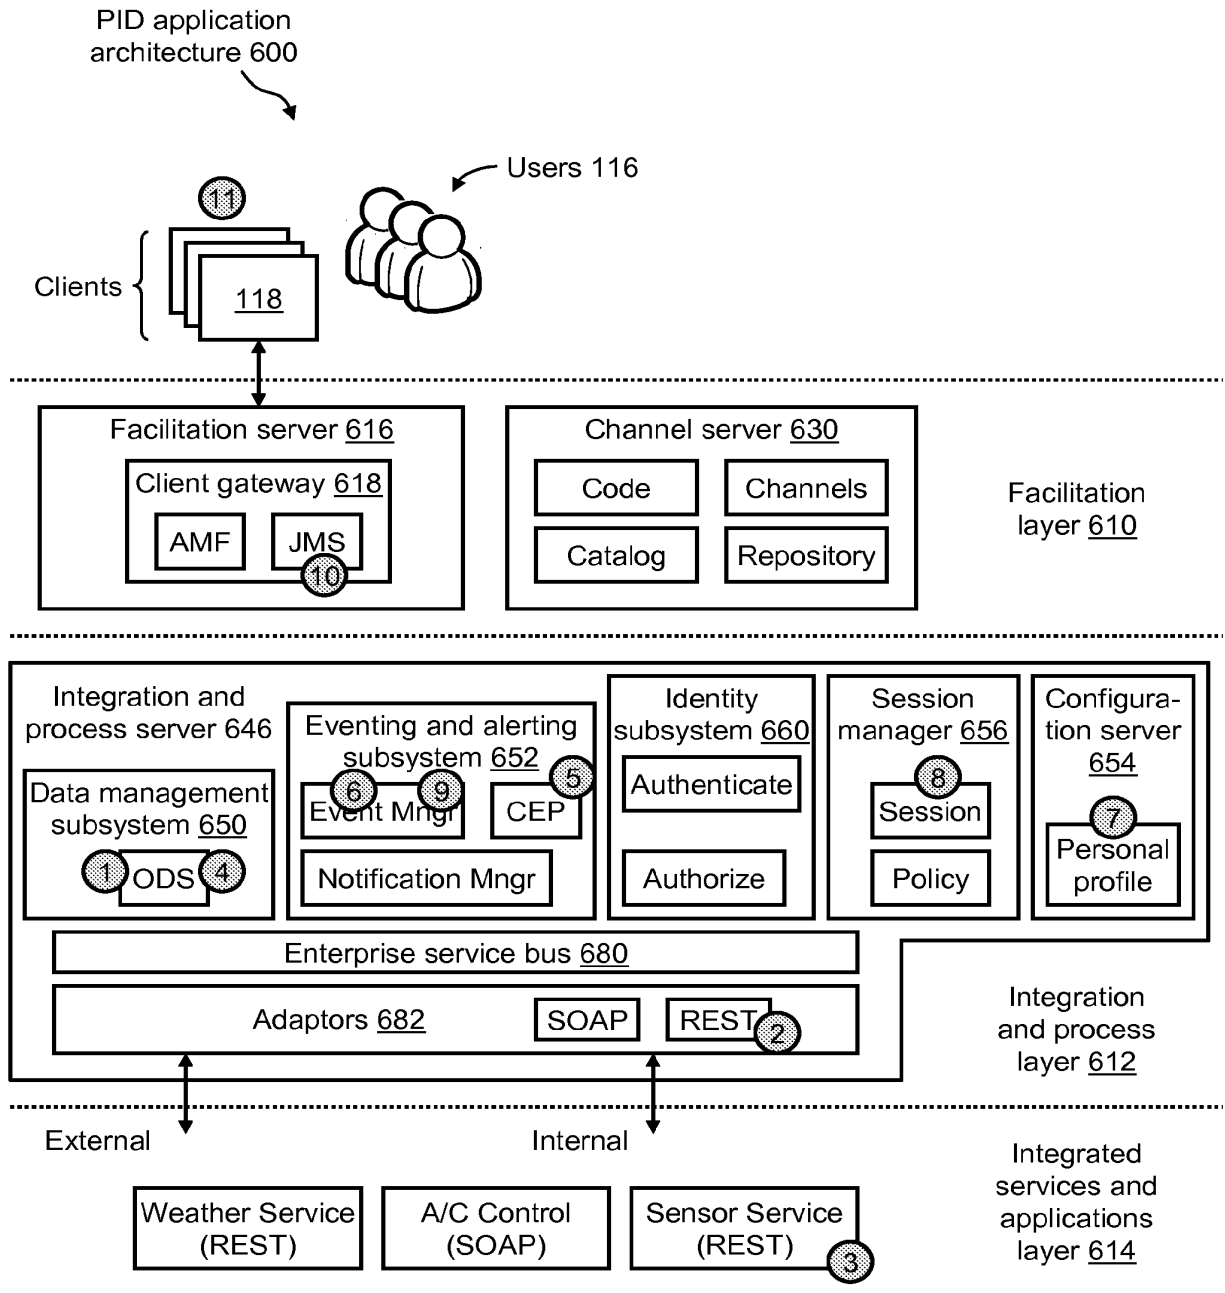 PID application
architecture 600
Users 116
11
Clients
118
Facilitation server 616
Client gateway 618
AMF
JMS
10
Channel server 630
Code
Channels
Catalog
Repository
Facilitation
layer 610
Integration and
process server 646
Data management
subsystem 650
1
ODS
4
Eventing and alerting
subsystem 652
6
9
5
Event Mngr
CEP
Notification Mngr
Identity
subsystem 660
Authenticate
Authorize
Session
manager 656
8
Session
Policy
Configura-
tion server
654
7
Personal
profile
Enterprise service bus 680
Adaptors 682
SOAP
REST
2
Integration
and process
layer 612
External
Internal
Weather Service
(REST)
A/C Control
(SOAP)
Sensor Service
(REST)
3
Integrated
services and
applications
layer 614